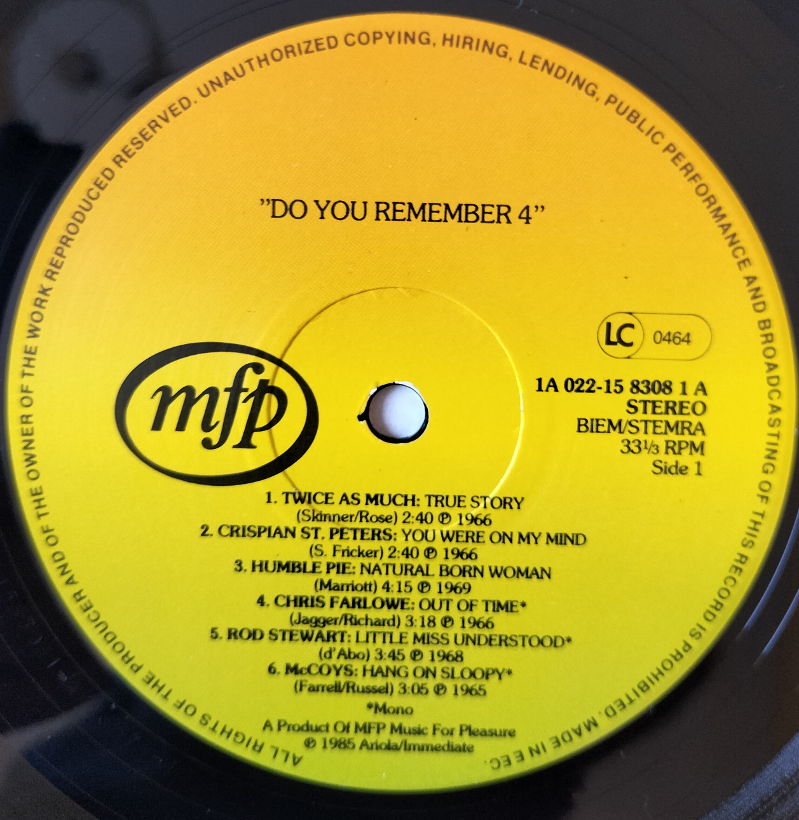 ALL RIGHTS OF THE PRODUCER AND OF THE OWNER OF THE WORK REPRODUCED RESERVED. UNAUTHORIZED COPYING, HIRING, LENDING, PUBLIC PERFORMANCE AND BROADCASTING OF THIS RECORD IS PROHIBITED. MADE IN EEC.
"DO YOU REMEMBER 4"
LC 0464
mfp
1A 022-15 8308 1 A
STEREO
BIEM/STEMRA
33⅓ RPM
Side 1
1. TWICE AS MUCH: TRUE STORY
(Skinner/Rose) 2:40 ℗ 1966
2. CRISPIAN ST. PETERS: YOU WERE ON MY MIND
(S. Fricker) 2:40 ℗ 1966
3. HUMBLE PIE: NATURAL BORN WOMAN
(Marriott) 4:15 ℗ 1969
4. CHRIS FARLOWE: OUT OF TIME*
(Jagger/Richard) 3:18 ℗ 1966
5. ROD STEWART: LITTLE MISS UNDERSTOOD*
(d'Abo) 3:45 ℗ 1968
6. McCOYS: HANG ON SLOOPY*
(Farrell/Russel) 3:05 ℗ 1965
*Mono
A Product Of MFP Music For Pleasure
℗ 1985 Ariola/Immediate